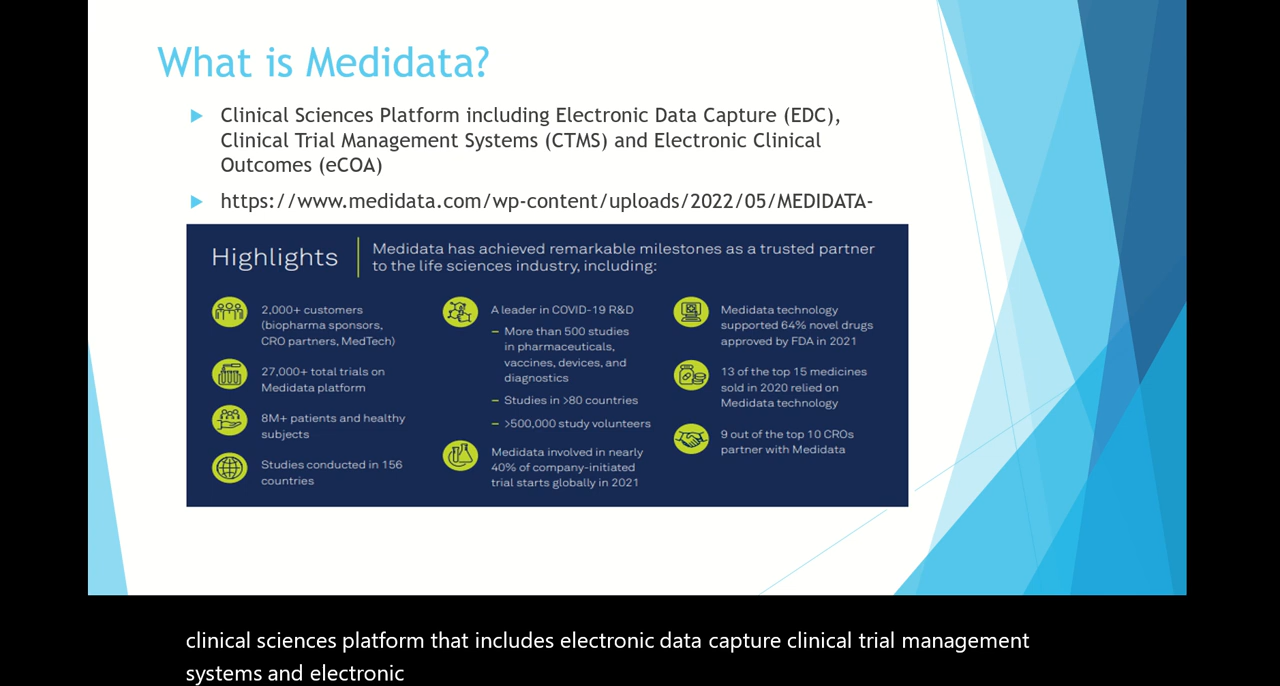 What is Medidata?
Clinical Sciences Platform including Electronic Data Capture (EDC),
Clinical Trial Management Systems (CTMS) and Electronic Clinical
Outcomes (eCOA)
https://www.medidata.com/wp-content/uploads/2022/05/MEDIDATA-
Highlights
Medidata has achieved remarkable milestones as a trusted partner
to the life sciences industry, including:
2,000+ customers
(biopharma sponsors,
CRO partners, MedTech)
27,000+ total trials on
Medidata platform
8M+ patients and healthy
subjects
Studies conducted in 156
countries
A leader in COVID-19 R&D
– More than 500 studies
in pharmaceuticals,
vaccines, devices, and
diagnostics
– Studies in >80 countries
– >500,000 study volunteers
Medidata involved in nearly
40% of company-initiated
trial starts globally in 2021
Medidata technology
supported 64% novel drugs
approved by FDA in 2021
13 of the top 15 medicines
sold in 2020 relied on
Medidata technology
9 out of the top 10 CROs
partner with Medidata
clinical sciences platform that includes electronic data capture clinical trial management
systems and electronic